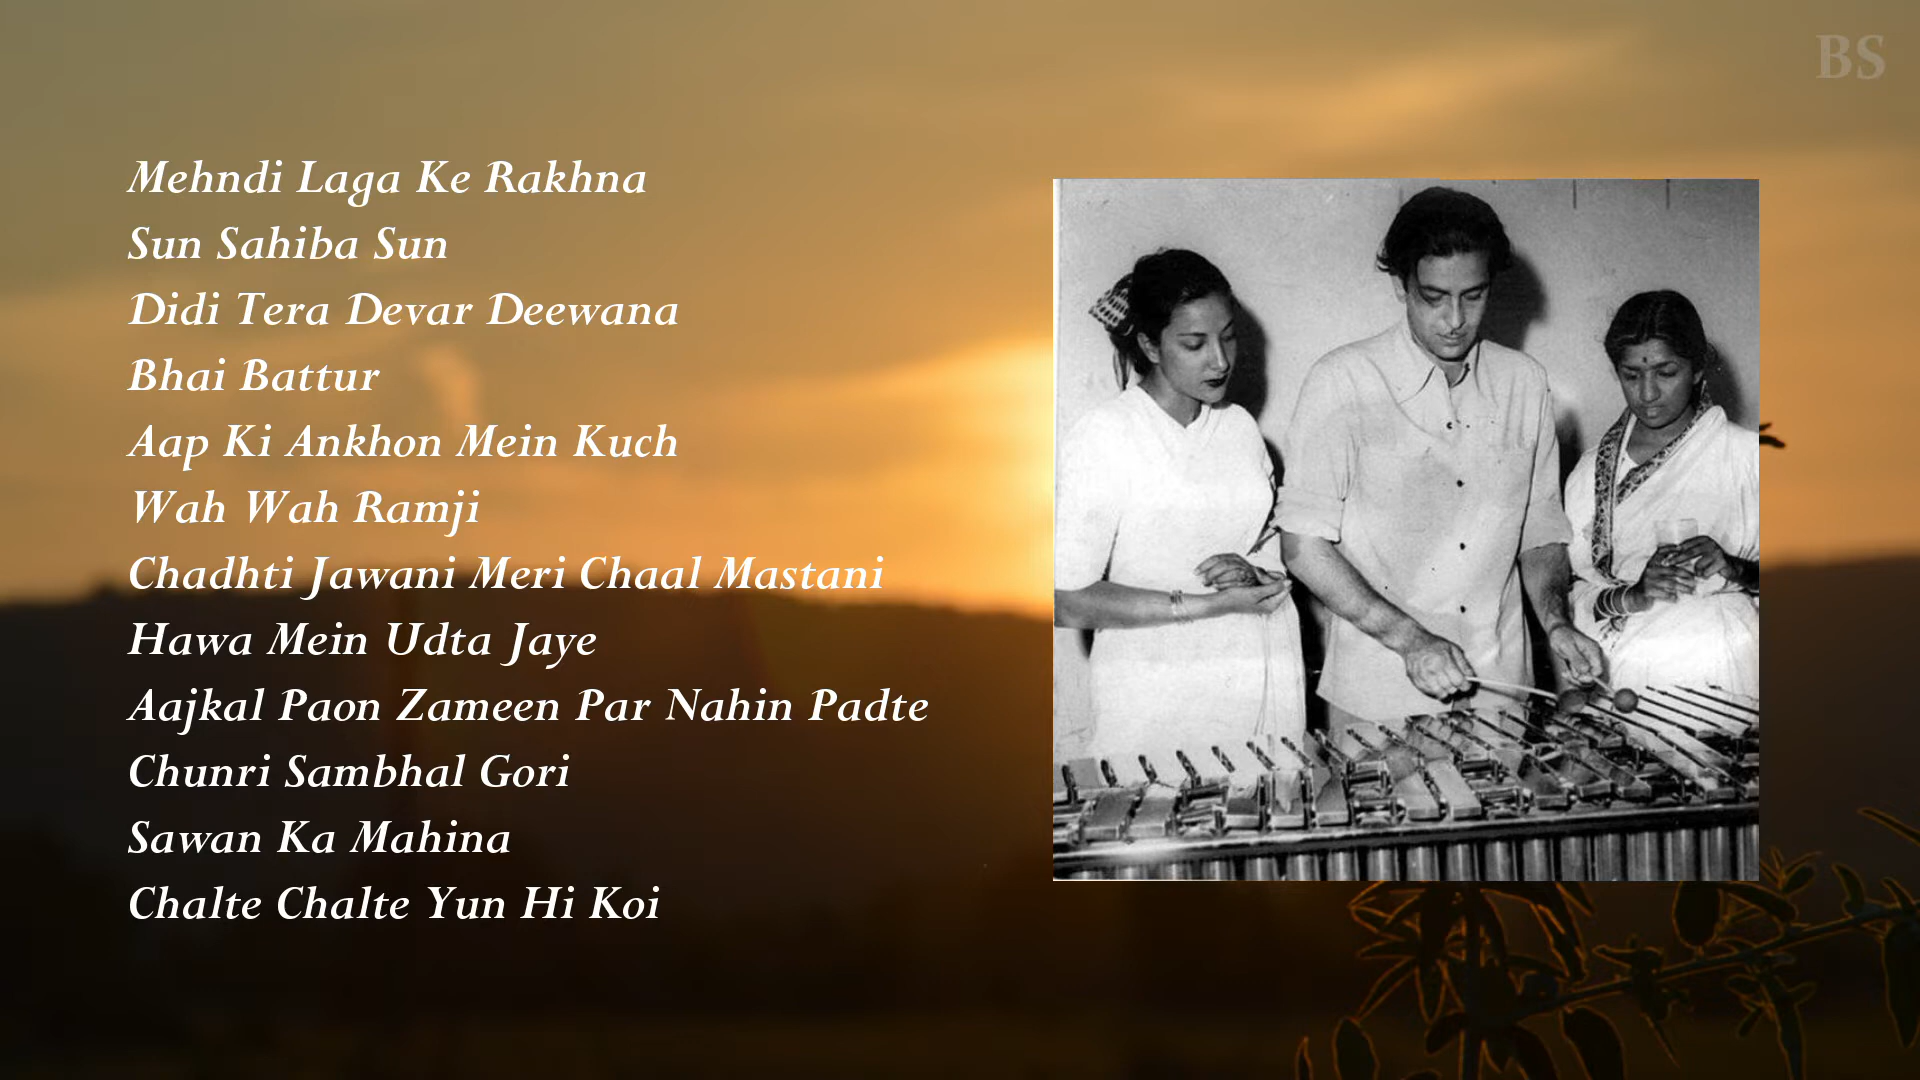 BS
Mehndi Laga Ke Rakhna
Sun Sahiba Sun
Didi Tera Devar Deewana
Bhai Battur
Aap Ki Ankhon Mein Kuch
Wah Wah Ramji
Chadhti Jawani Meri Chaal Mastani
Hawa Mein Udta Jaye
Aajkal Paon Zameen Par Nahin Padte
Chunri Sambhal Gori
Sawan Ka Mahina
Chalte Chalte Yun Hi Koi